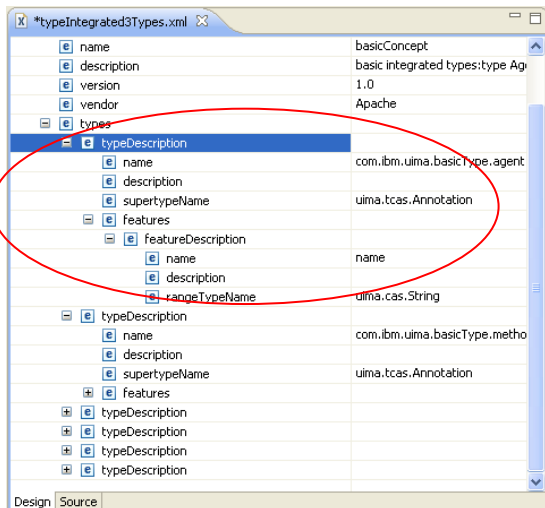 *typeIntegrated3Types.xml
name basicConcept
description basic integrated types:type Age
version 1.0
vendor Apache
types
typeDescription
name com.ibm.uima.basicType.agent
description
supertypeName uima.tcas.Annotation
features
featureDescription
name name
description
rangeTypeName uima.cas.String
typeDescription
name com.ibm.uima.basicType.metho
description
supertypeName uima.tcas.Annotation
features
typeDescription
typeDescription
typeDescription
typeDescription
Design Source